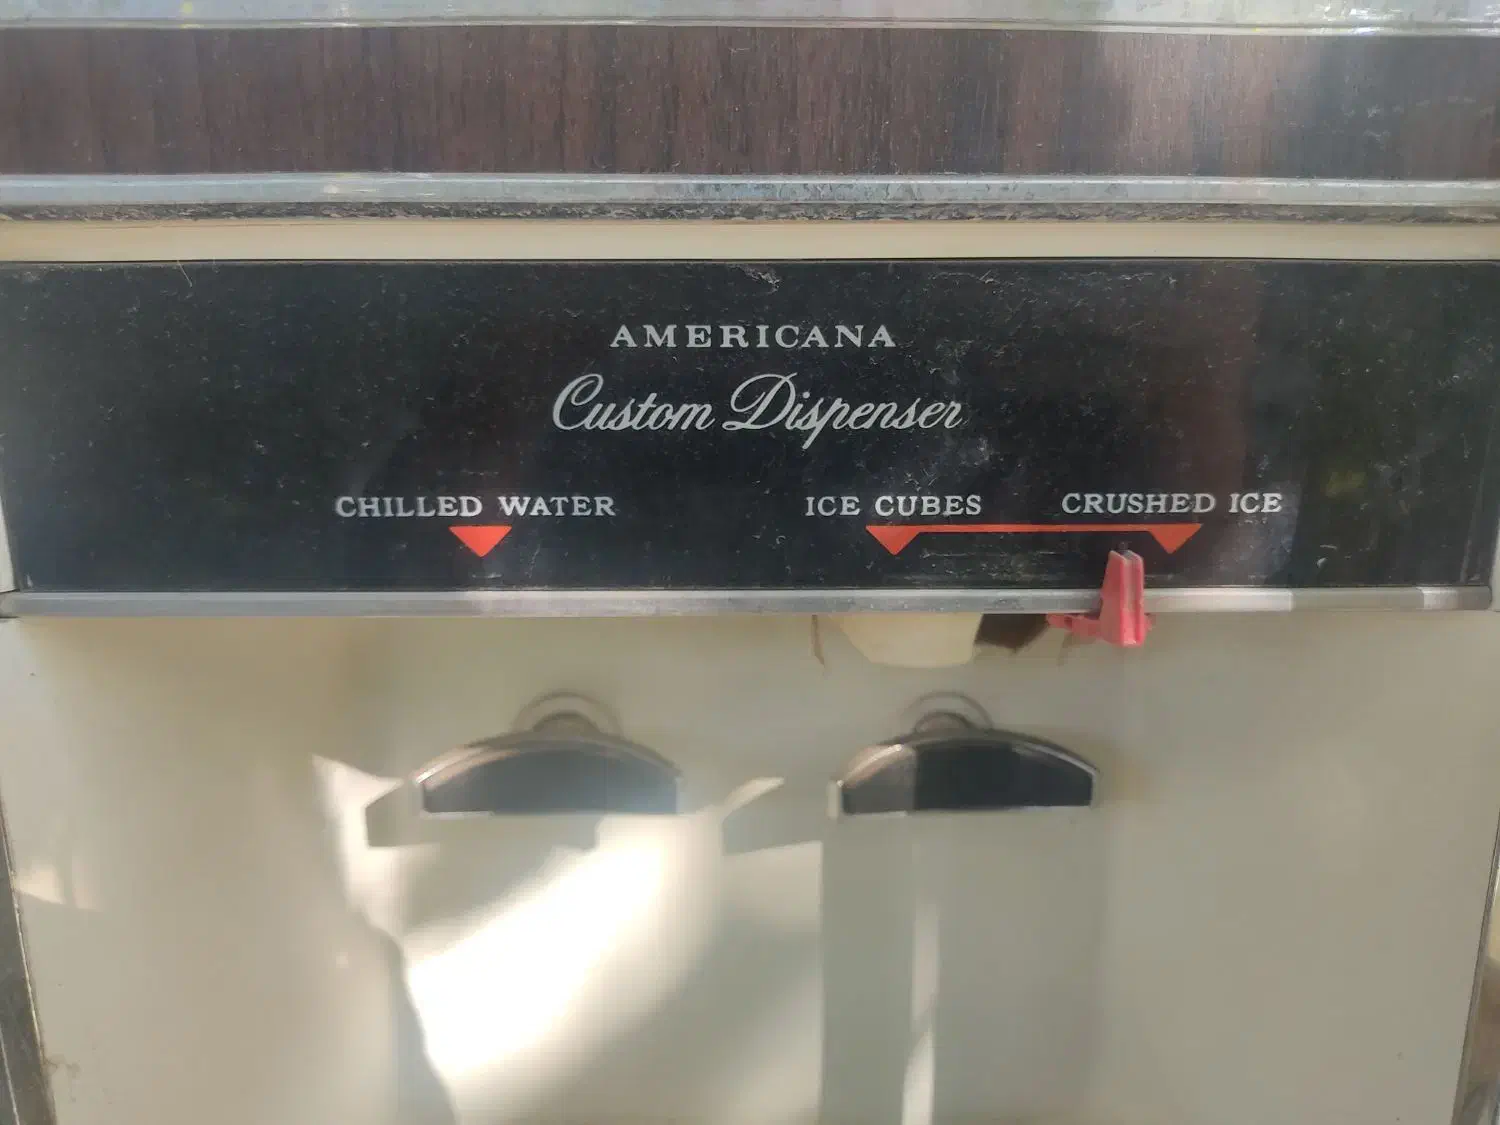 AMERICANA
Custom Dispenser
CHILLED WATER ICE CUBES CRUSHED ICE